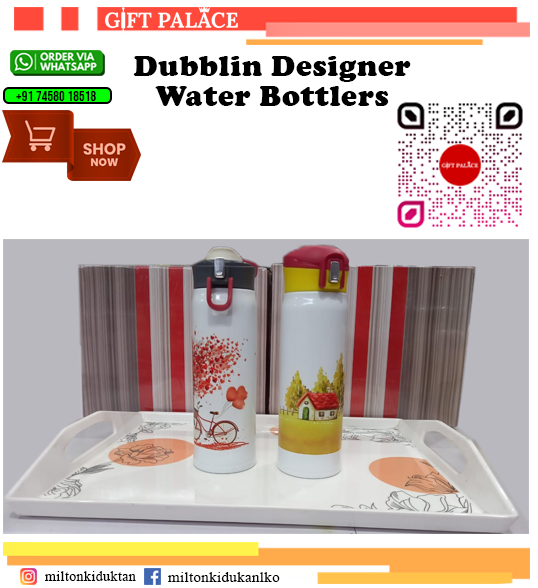 GIFT PALACE
ORDER VIA
WHATSAPP
+91 74580 18518
Dubblin Designer
Water Bottlers
SHOP
NOW
GIFT PALACE
miltonkiduktan
miltonkidukanlko